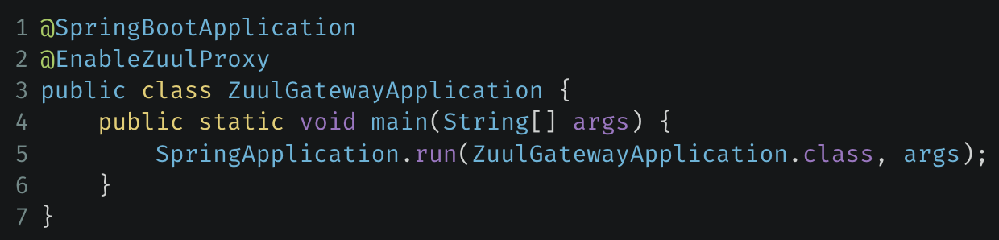 1 @SpringBootApplication
2 @EnableZuulProxy
3 public class ZuulGatewayApplication {
4     public static void main(String[] args) {
5         SpringApplication.run(ZuulGatewayApplication.class, args);
6     }
7 }